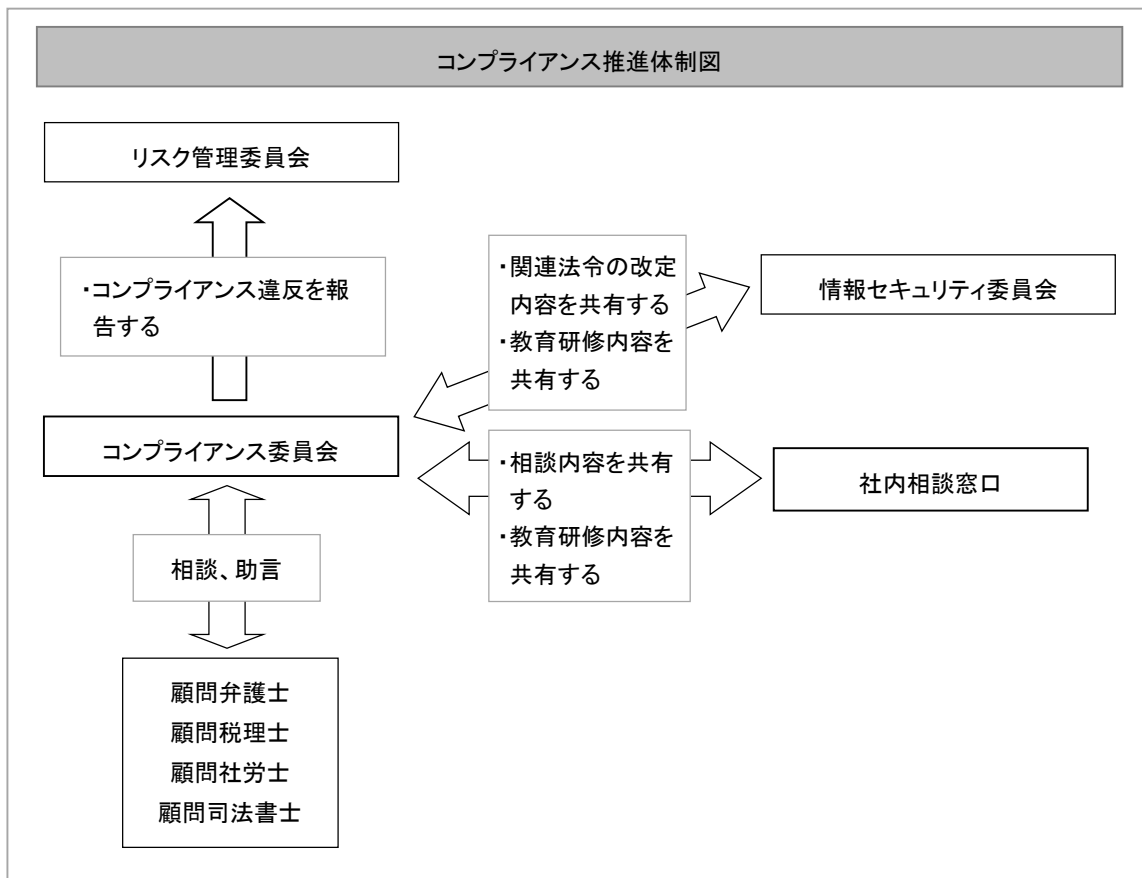 コンプライアンス推進体制図
リスク管理委員会
・コンプライアンス違反を報
告する
・関連法令の改定
内容を共有する
・教育研修内容を
共有する
情報セキュリティ委員会
コンプライアンス委員会
・相談内容を共有
する
・教育研修内容を
共有する
社内相談窓口
相談、助言
顧問弁護士
顧問税理士
顧問社労士
顧問司法書士